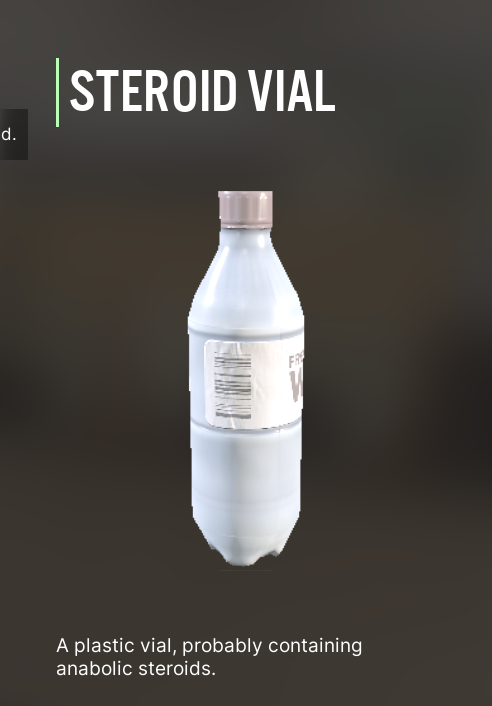 STEROID VIAL
d.
A plastic vial, probably containing
anabolic steroids.